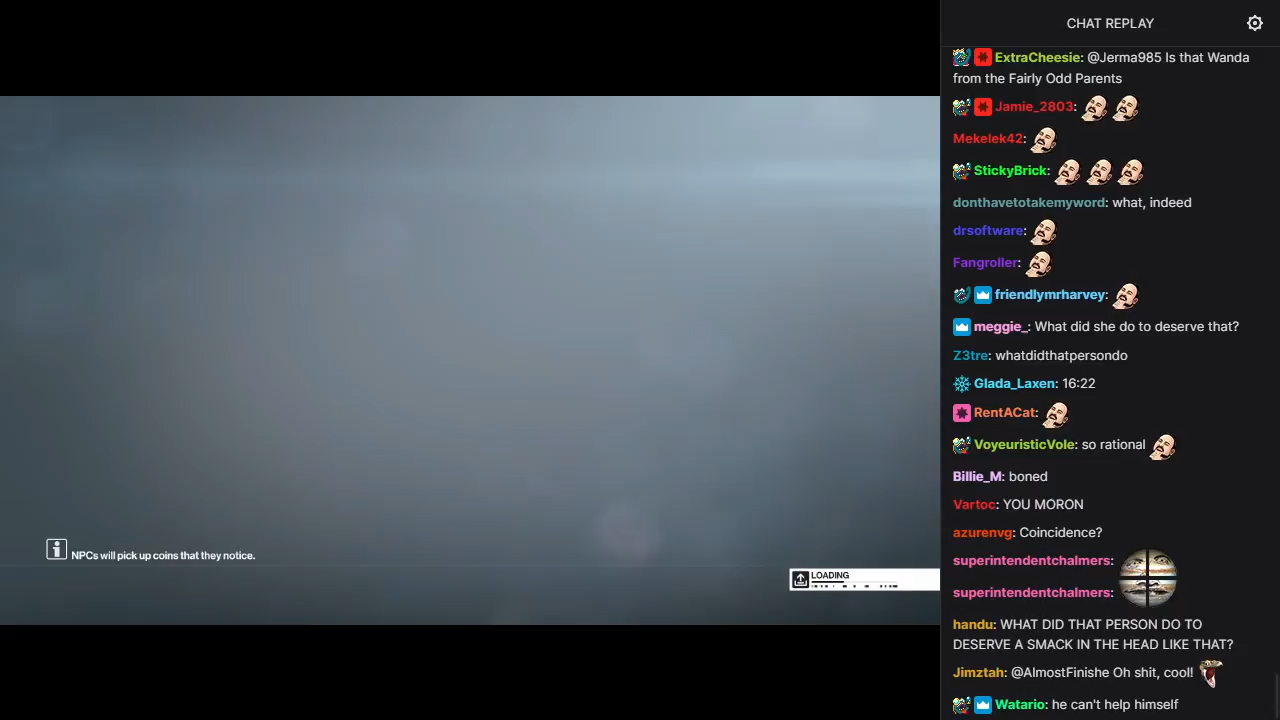 NPCs will pick up coins that they notice.
LOADING
CHAT REPLAY
ExtraCheesie: @Jerma985 Is that Wanda
from the Fairly Odd Parents
Jamie_2803:
Mekelek42:
StickyBrick:
donthavetotakemyword: what, indeed
drsoftware:
Fangroller:
friendlymrharvey:
meggie_: What did she do to deserve that?
Z3tre: whatdidthatpersondo
Glada_Laxen: 16:22
RentACat:
VoyeuristicVole: so rational
Billie_M: boned
Vartoc: YOU MORON
azurenvg: Coincidence?
superintendentchalmers:
superintendentchalmers:
handu: WHAT DID THAT PERSON DO TO
DESERVE A SMACK IN THE HEAD LIKE THAT?
Jimztah: @AlmostFinishe Oh shit, cool!
Watario: he can't help himself